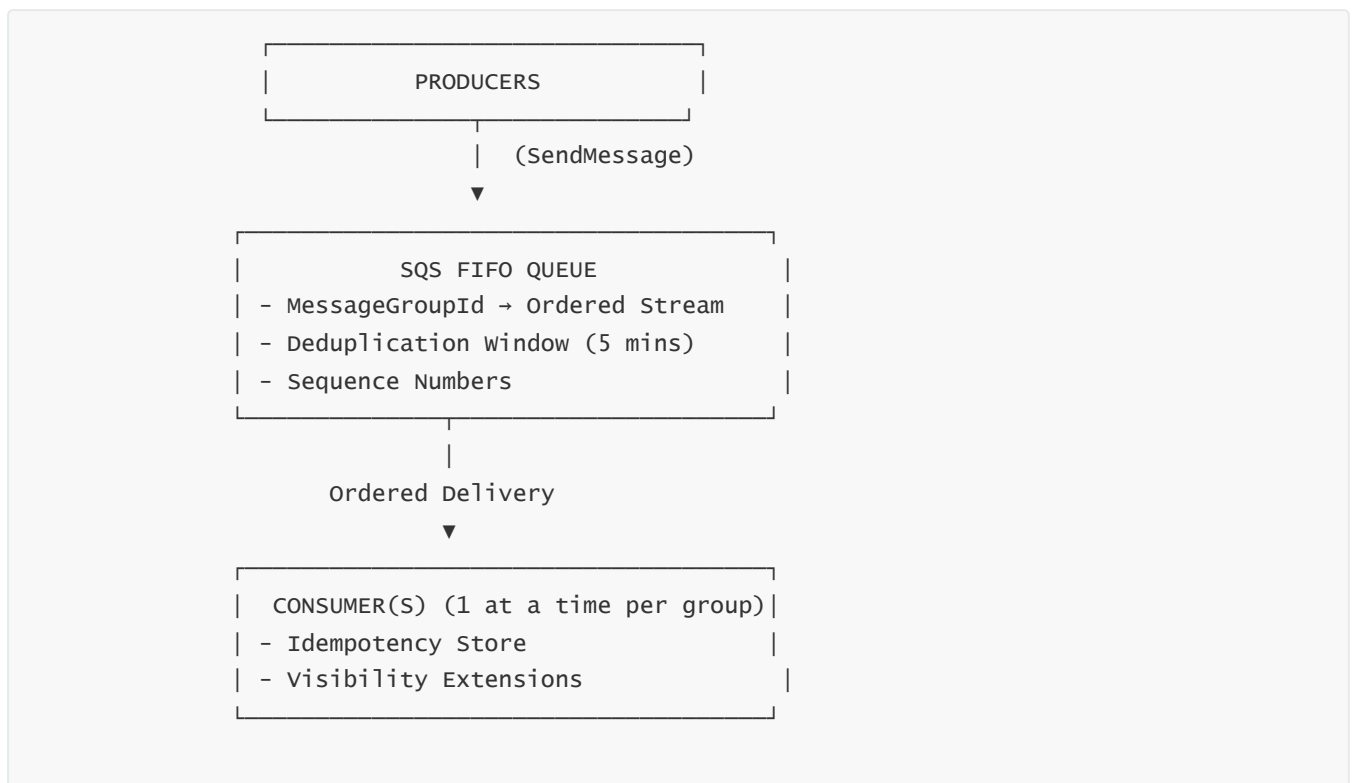 PRODUCERS
(SendMessage)
SQS FIFO QUEUE
- MessageGroupId → Ordered Stream
- Deduplication Window (5 mins)
- Sequence Numbers
Ordered Delivery
CONSUMER(S) (1 at a time per group)
- Idempotency Store
- Visibility Extensions